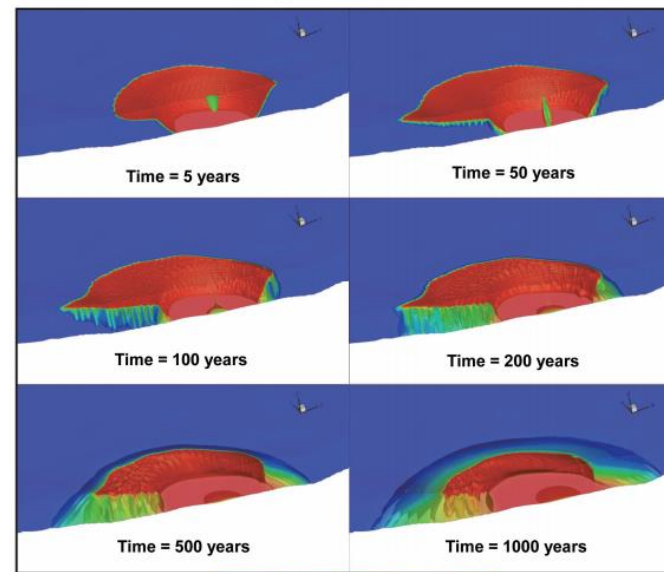 Time = 5 years
Time = 50 years
Time = 100 years
Time = 200 years
Time = 500 years
Time = 1000 years